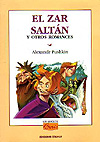 EL ZAR
SALTÁN
Y OTROS ROMANCES
Alexandr Pushkin